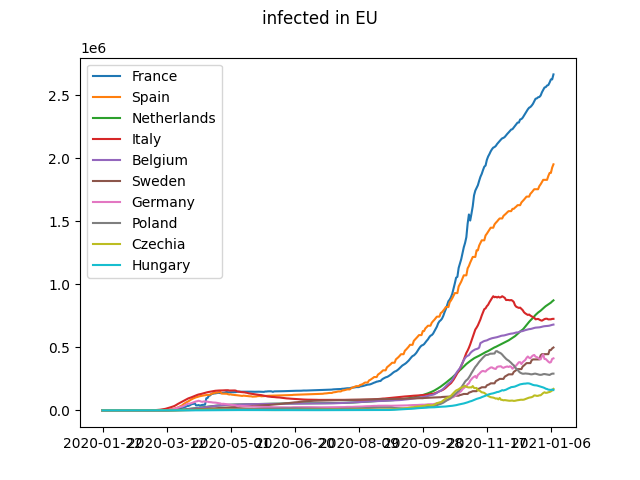 infected in EU
1e6
2.5
2.0
1.5
1.0
0.5
0.0
France
Spain
Netherlands
Italy
Belgium
Sweden
Germany
Poland
Czechia
Hungary
2020-01-22 2020-03-12 2020-05-01 2020-06-20 2020-08-09 2020-09-28 2020-11-17 2021-01-06